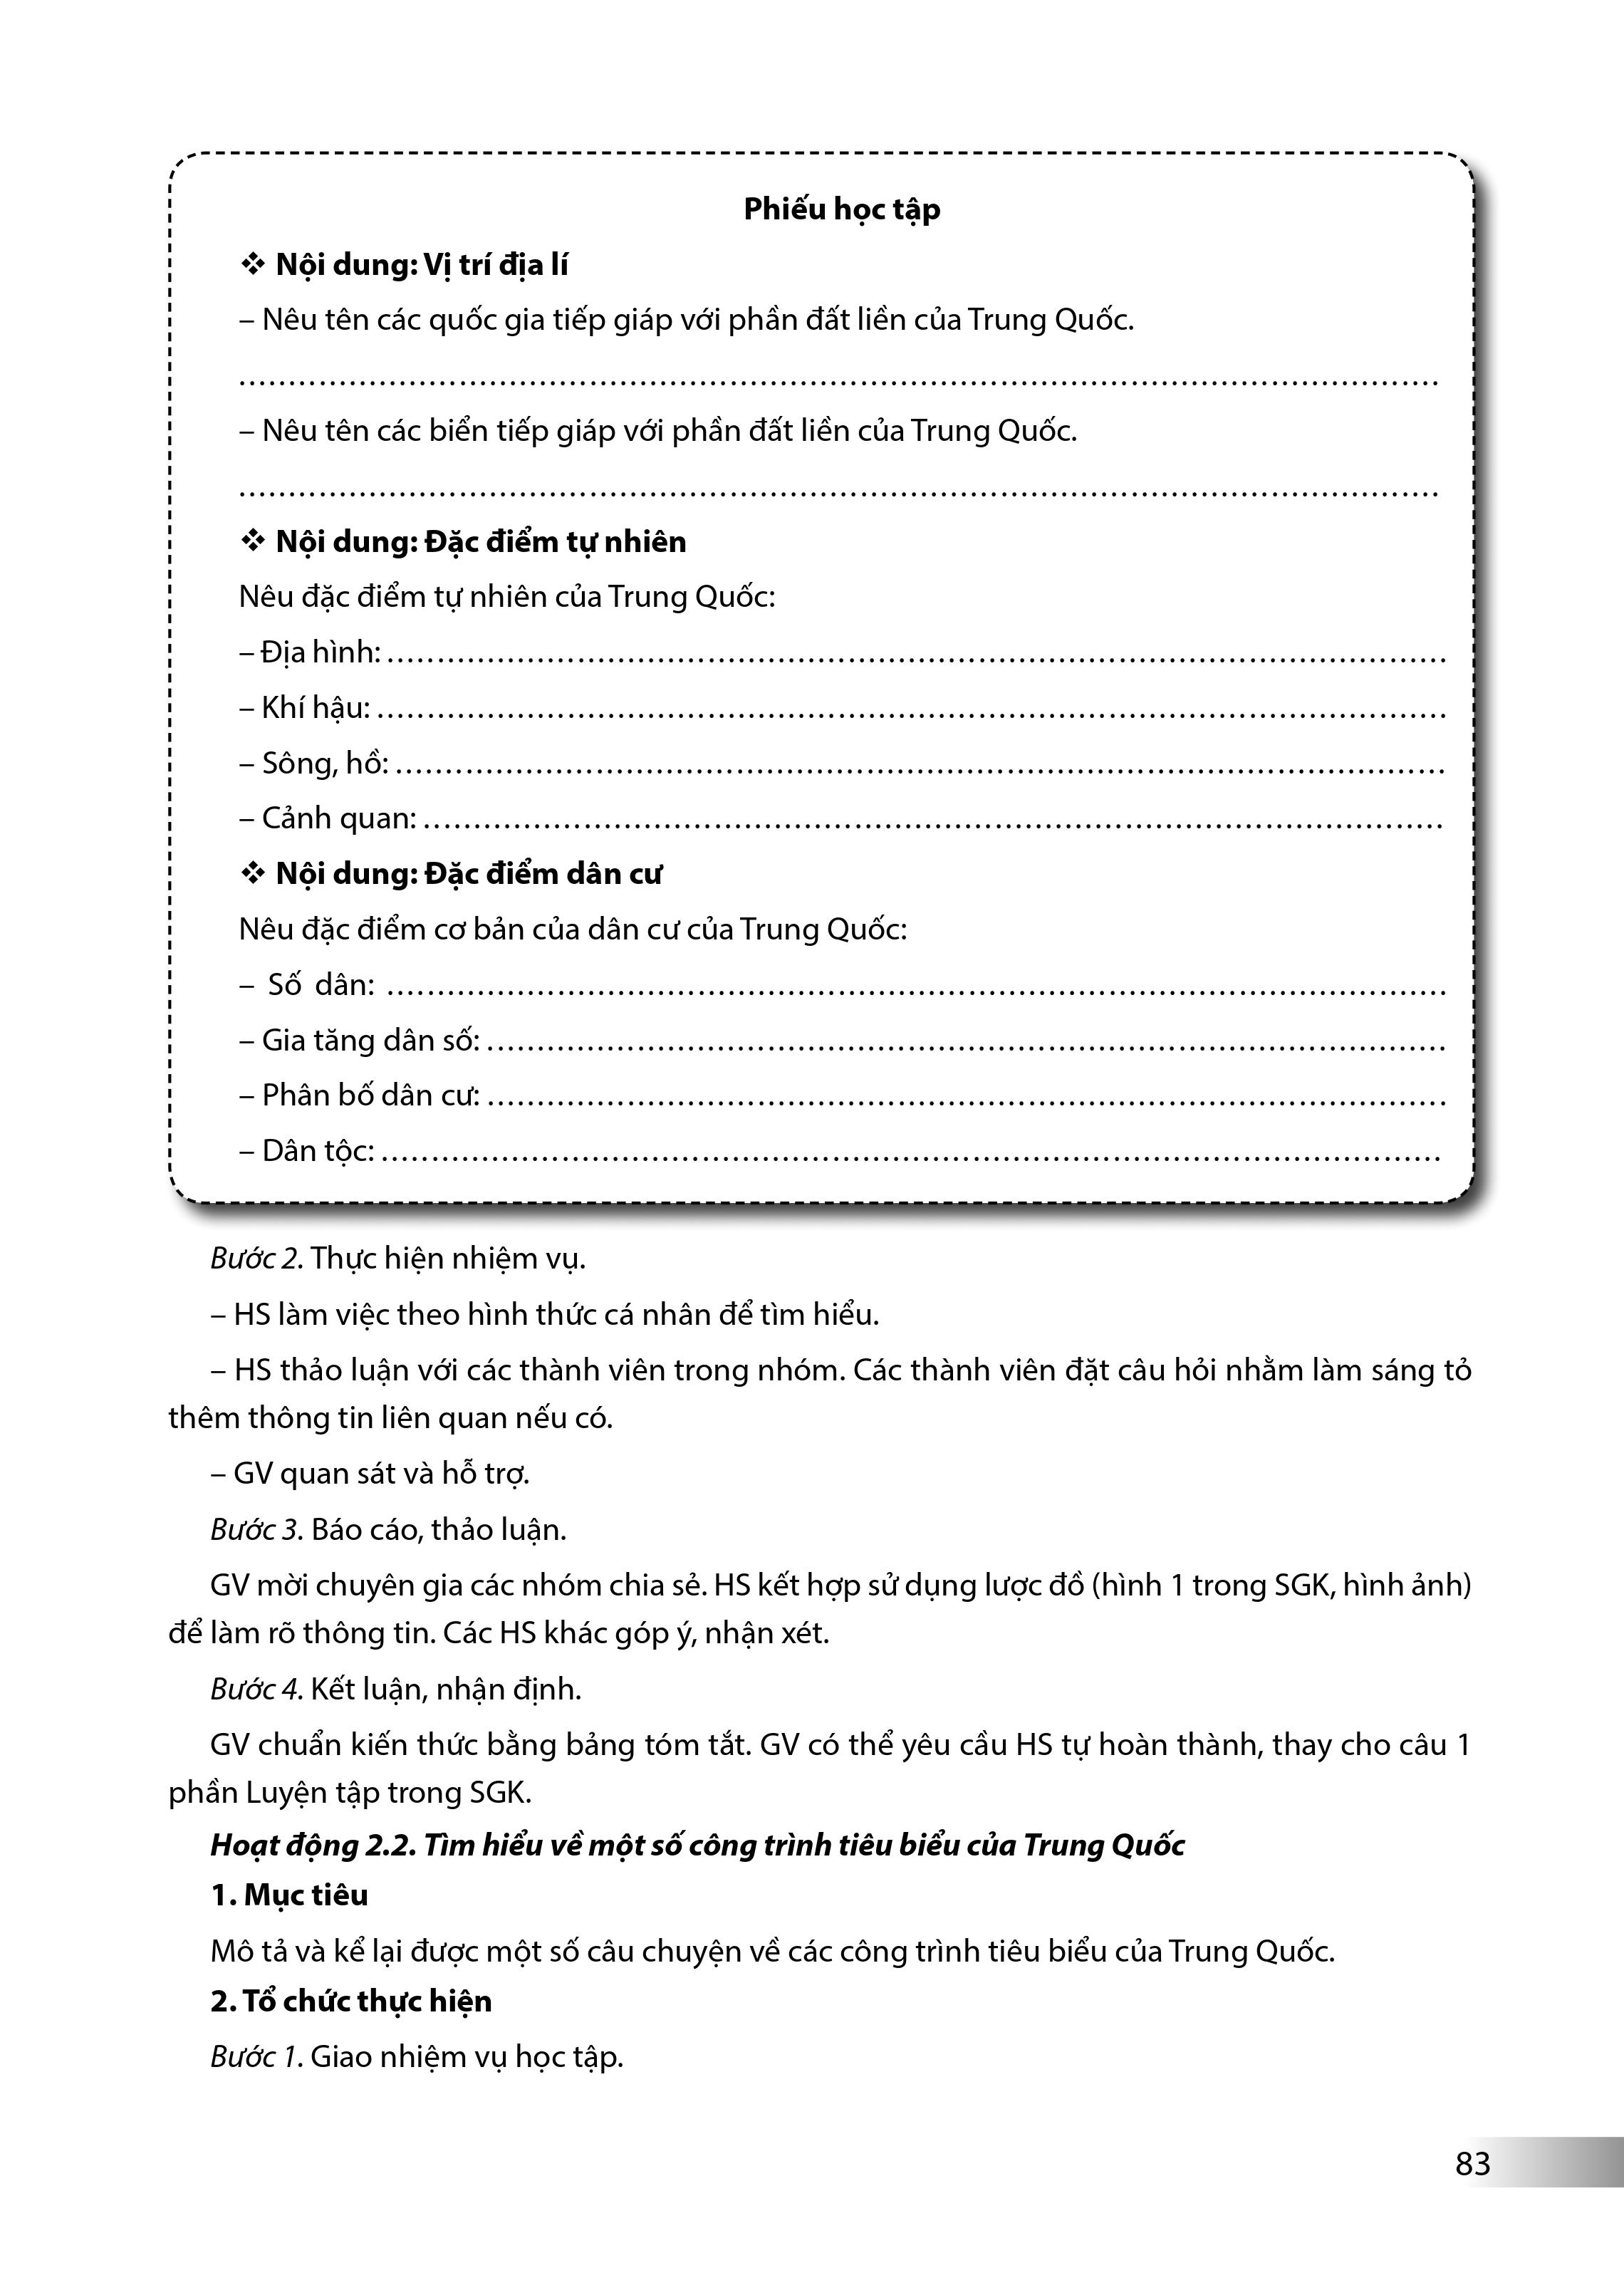 Phiếu học tập
❖ Nội dung: Vị trí địa lí
– Nêu tên các quốc gia tiếp giáp với phần đất liền của Trung Quốc.
........................................................................................................................
– Nêu tên các biển tiếp giáp với phần đất liền của Trung Quốc.
........................................................................................................................
❖ Nội dung: Đặc điểm tự nhiên
Nêu đặc điểm tự nhiên của Trung Quốc:
– Địa hình: ..........................................................................................................
– Khí hậu: ...........................................................................................................
– Sông, hồ: .........................................................................................................
– Cảnh quan: ......................................................................................................
❖ Nội dung: Đặc điểm dân cư
Nêu đặc điểm cơ bản của dân cư của Trung Quốc:
– Số dân: ..........................................................................................................
– Gia tăng dân số: ................................................................................................
– Phân bố dân cư: ................................................................................................
– Dân tộc: ..........................................................................................................
Bước 2. Thực hiện nhiệm vụ.
– HS làm việc theo hình thức cá nhân để tìm hiểu.
– HS thảo luận với các thành viên trong nhóm. Các thành viên đặt câu hỏi nhằm làm sáng tỏ
thêm thông tin liên quan nếu có.
– GV quan sát và hỗ trợ.
Bước 3. Báo cáo, thảo luận.
GV mời chuyên gia các nhóm chia sẻ. HS kết hợp sử dụng lược đồ (hình 1 trong SGK, hình ảnh)
để làm rõ thông tin. Các HS khác góp ý, nhận xét.
Bước 4. Kết luận, nhận định.
GV chuẩn kiến thức bằng bảng tóm tắt. GV có thể yêu cầu HS tự hoàn thành, thay cho câu 1
phần Luyện tập trong SGK.
Hoạt động 2.2. Tìm hiểu về một số công trình tiêu biểu của Trung Quốc
1. Mục tiêu
Mô tả và kể lại được một số câu chuyện về các công trình tiêu biểu của Trung Quốc.
2. Tổ chức thực hiện
Bước 1. Giao nhiệm vụ học tập.
83